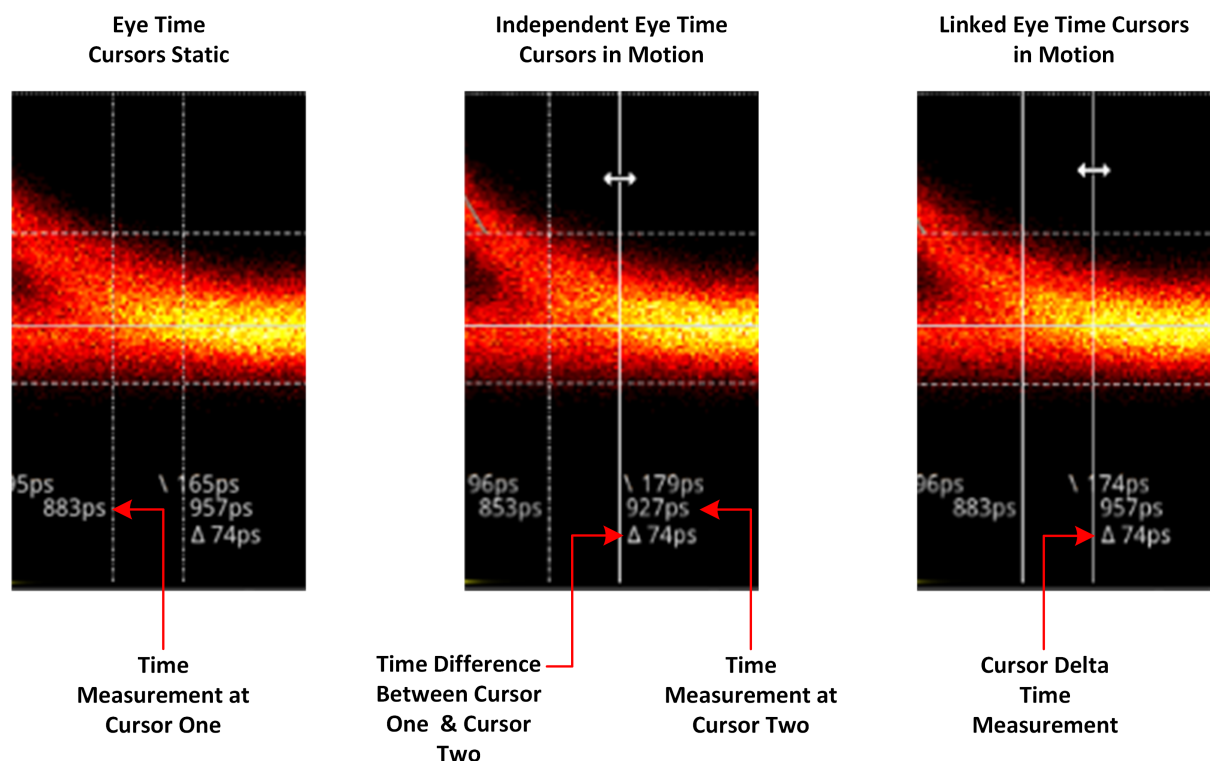 Eye Time
Cursors Static
Independent Eye Time
Cursors in Motion
Linked Eye Time Cursors
in Motion
95ps
\ 165ps
883ps
957ps
Δ 74ps
96ps
\ 179ps
853ps
927ps
Δ 74ps
96ps
\ 174ps
883ps
957ps
Δ 74ps
Time
Measurement at
Cursor One
Time Difference
Between Cursor
One & Cursor
Two
Time
Measurement at
Cursor Two
Cursor Delta
Time
Measurement